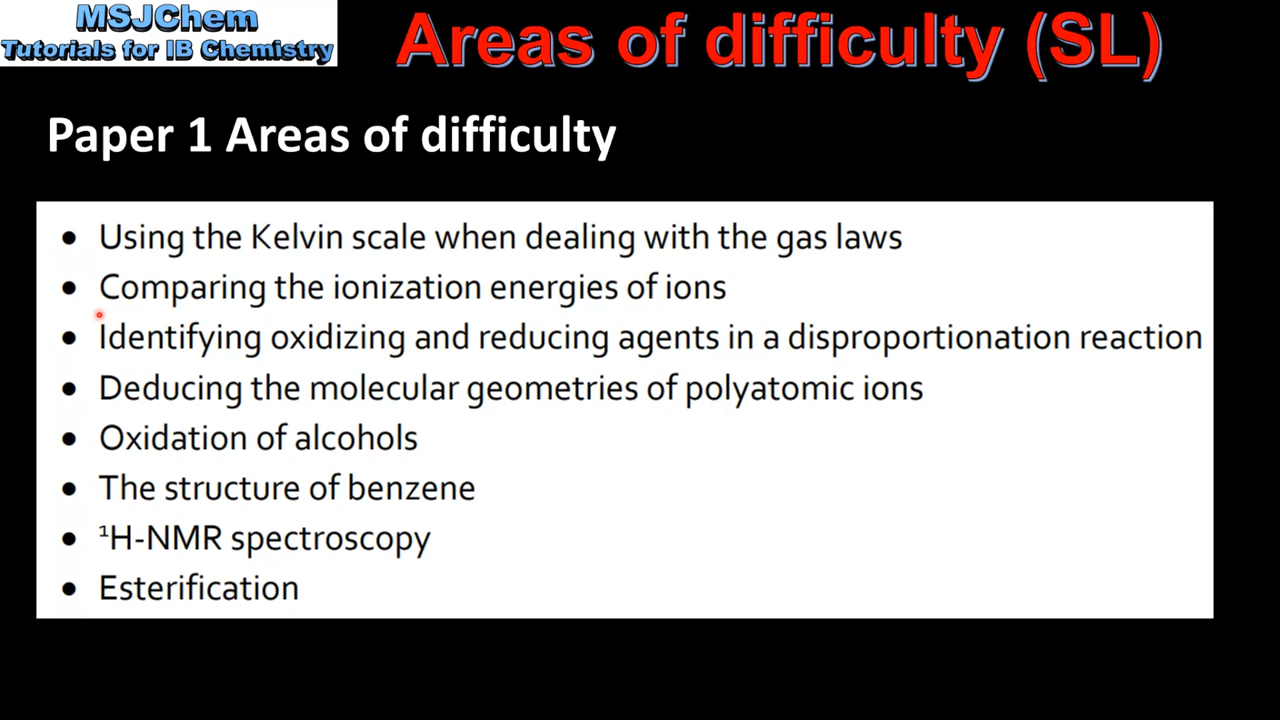 MSJChem
Tutorials for IB Chemistry
Areas of difficulty (SL)
Paper 1 Areas of difficulty
• Using the Kelvin scale when dealing with the gas laws
• Comparing the ionization energies of ions
• Identifying oxidizing and reducing agents in a disproportionation reaction
• Deducing the molecular geometries of polyatomic ions
• Oxidation of alcohols
• The structure of benzene
• ¹H-NMR spectroscopy
• Esterification